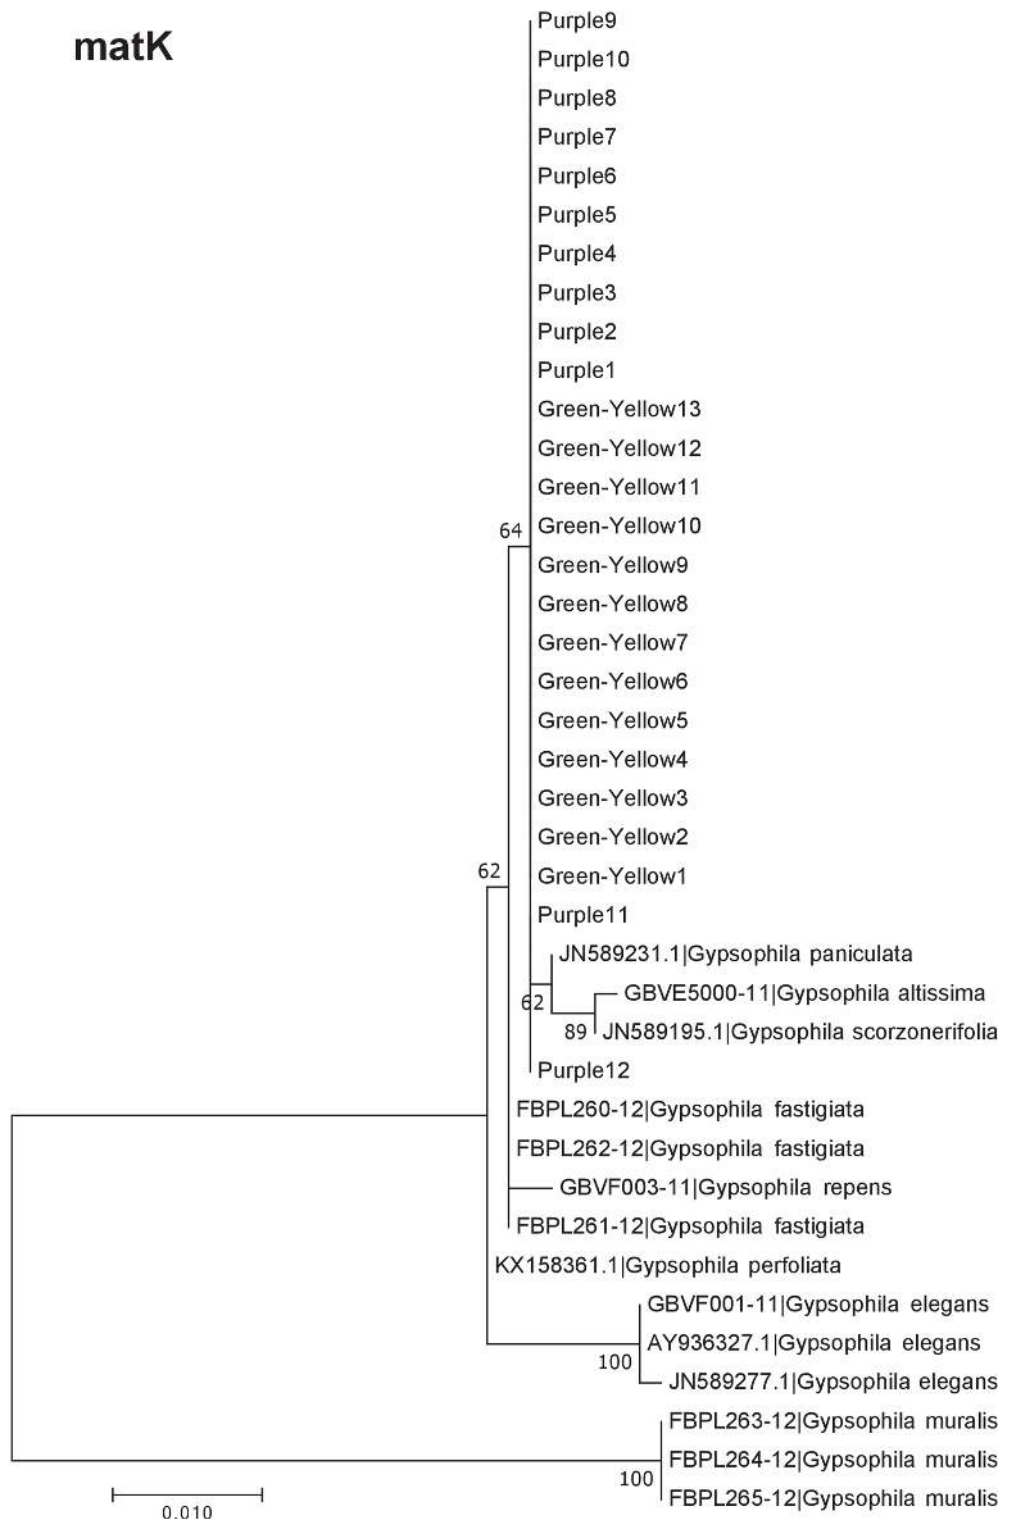 matK
Purple9
Purple10
Purple8
Purple7
Purple6
Purple5
Purple4
Purple3
Purple2
Purple1
Green-Yellow13
Green-Yellow12
Green-Yellow11
64
Green-Yellow10
Green-Yellow9
Green-Yellow8
Green-Yellow7
Green-Yellow6
Green-Yellow5
Green-Yellow4
Green-Yellow3
Green-Yellow2
62
Green-Yellow1
Purple11
JN589231.1|Gypsophila paniculata
GBVE5000-11|Gypsophila altissima
62
89
JN589195.1|Gypsophila scorzonerifolia
Purple12
FBPL260-12|Gypsophila fastigiata
FBPL262-12|Gypsophila fastigiata
GBVF003-11|Gypsophila repens
FBPL261-12|Gypsophila fastigiata
KX158361.1|Gypsophila perfoliata
GBVF001-11|Gypsophila elegans
AY936327.1|Gypsophila elegans
100
JN589277.1|Gypsophila elegans
FBPL263-12|Gypsophila muralis
FBPL264-12|Gypsophila muralis
100
FBPL265-12|Gypsophila muralis
0.010